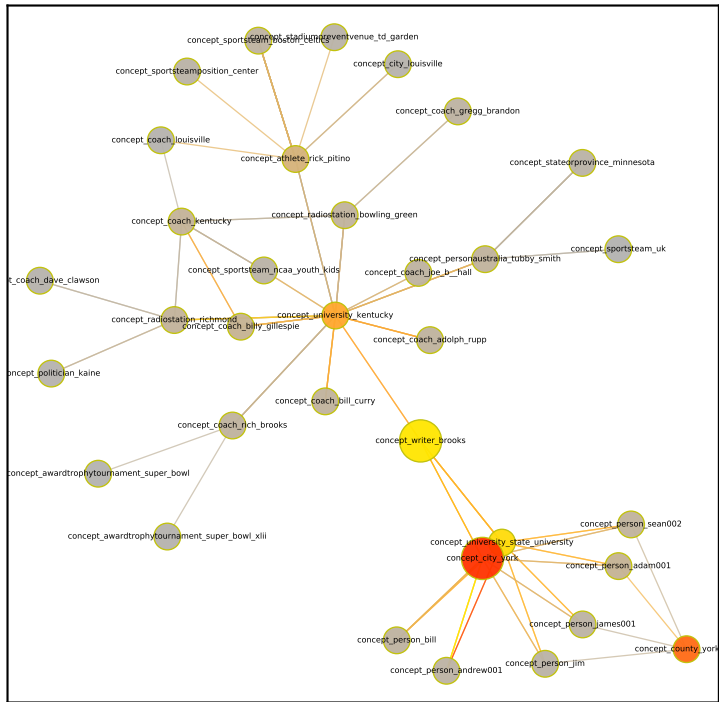 concept_stadiumoreventvenue_td_garden
concept_sportsteam_boston_celtics
concept_city_louisville
concept_sportsteamposition_center
concept_coach_gregg_brandon
concept_coach_louisville
concept_athlete_rick_pitino
concept_stateorprovince_minnesota
concept_radiostation_bowling_green
concept_coach_kentucky
concept_sportsteam_uk
concept_personaustralia_tubby_smith
concept_sportsteam_ncaa_youth_kids
concept_coach_joe_b__hall
t_coach_dave_clawson
concept_university_kentucky
concept_radiostation_richmond
concept_coach_billy_gillespie
concept_coach_adolph_rupp
oncept_politician_kaine
concept_coach_bill_curry
concept_coach_rich_brooks
concept_writer_brooks
concept_awardtrophytournament_super_bowl
concept_person_sean002
concept_awardtrophytournament_super_bowl_xlii
concept_university_state_university
concept_city_york
concept_person_adam001
concept_person_james001
concept_person_bill
concept_county_york
concept_person_jim
concept_person_andrew001